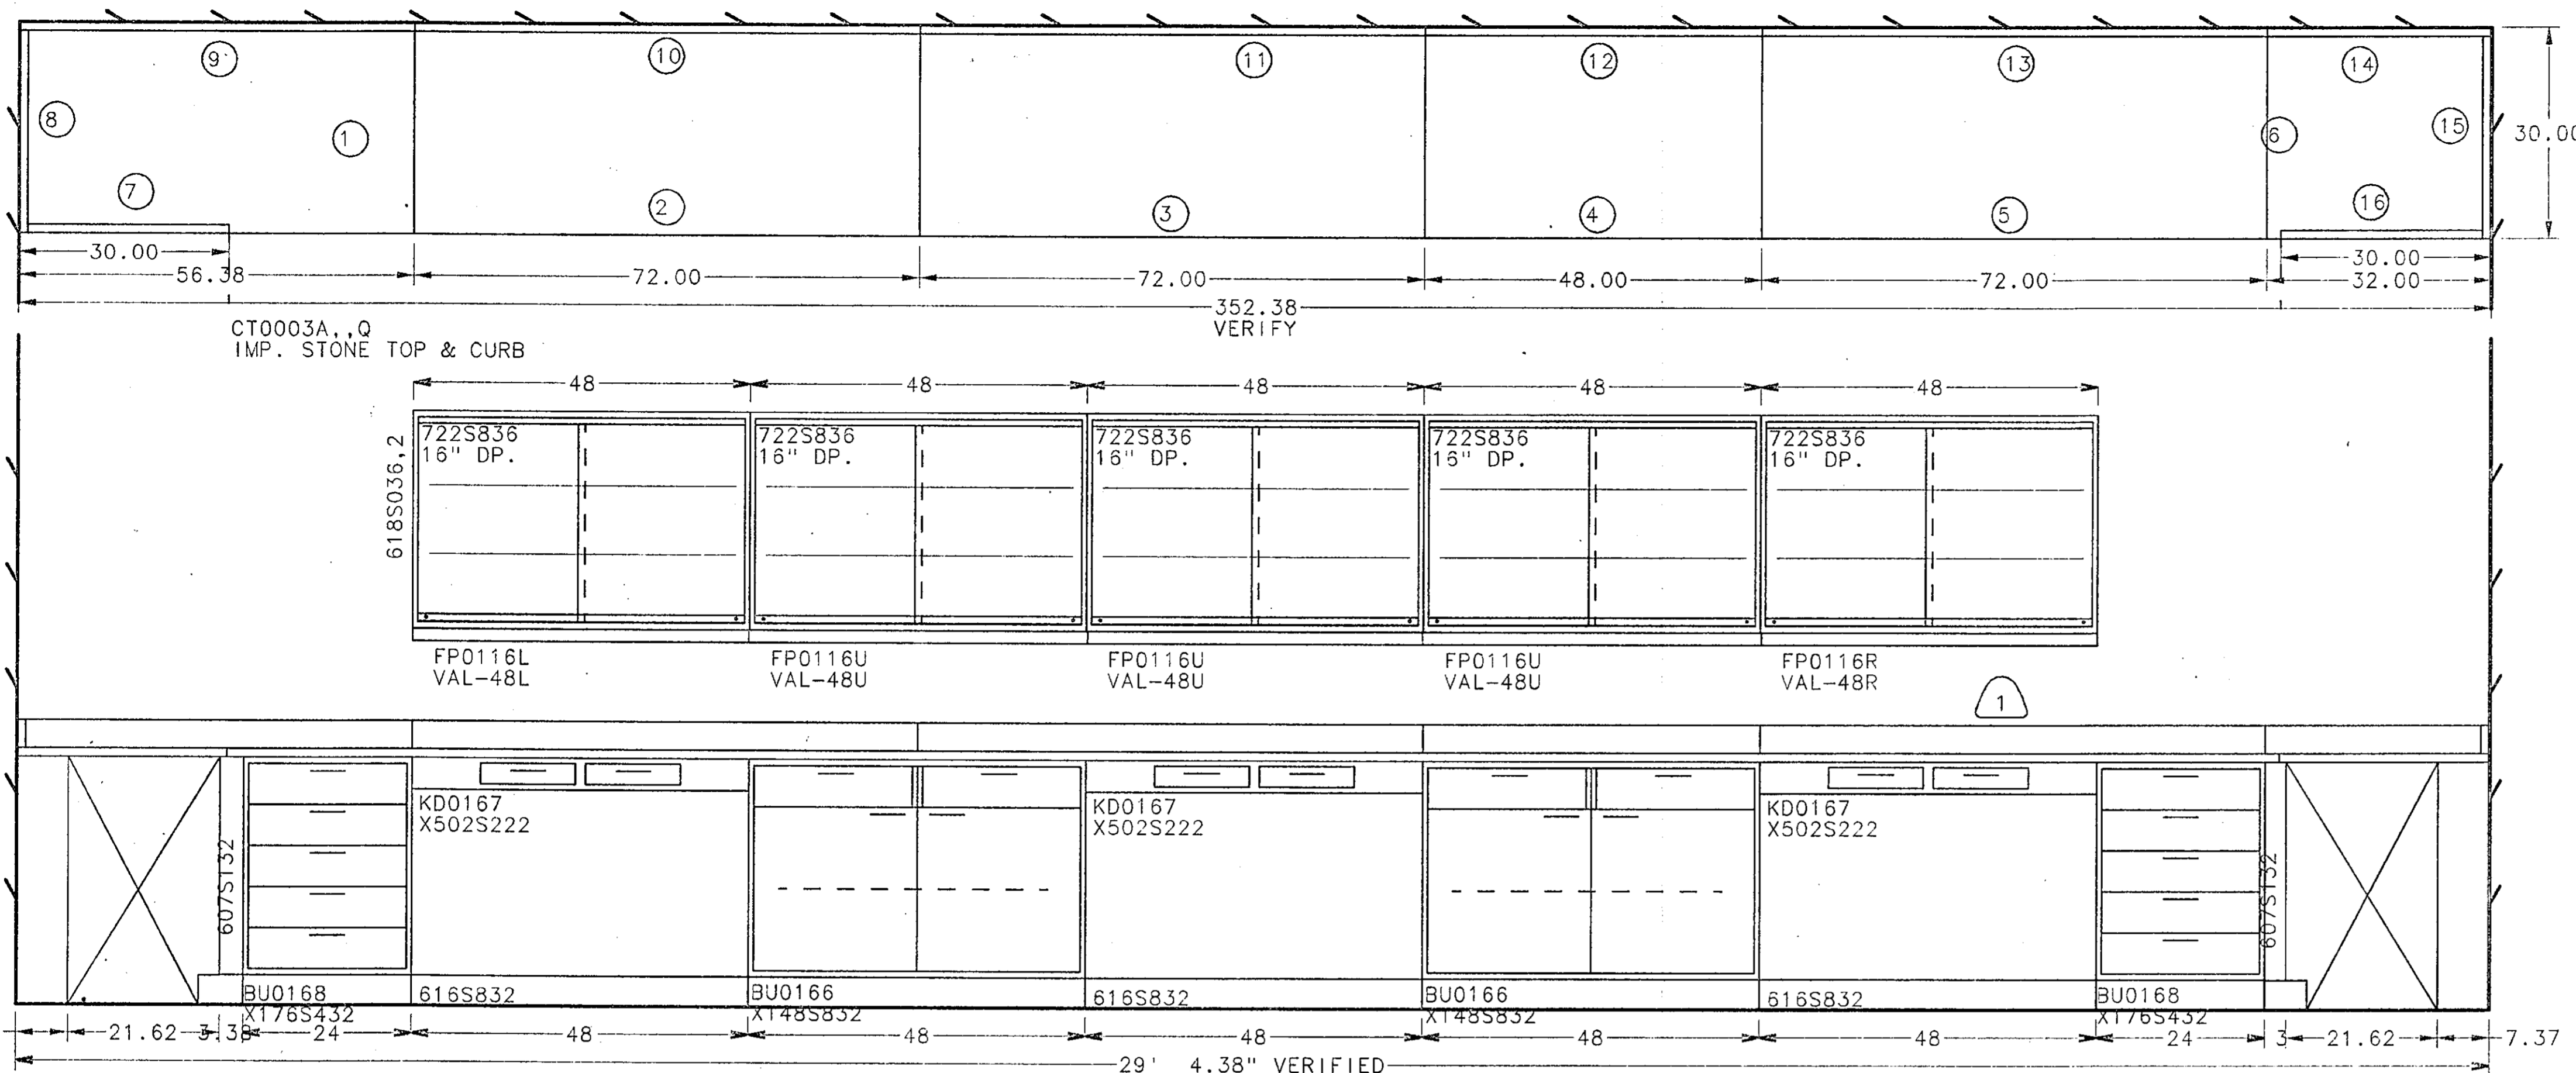 9
10
11
12
13
14
8
1
6
15
30.00
7
2
3
4
5
16
30.00
30.00
56.38
72.00
72.00
48.00
72.00
32.00
352.38
VERIFY
CT0003A,,Q
IMP. STONE TOP & CURB
48
48
48
48
48
618S036,2
722S836
16" DP.
722S836
16" DP.
722S836
16" DP.
722S836
16" DP.
722S836
16" DP.
FP0116L
VAL-48L
FP0116U
VAL-48U
FP0116U
VAL-48U
FP0116U
VAL-48U
FP0116R
VAL-48R
1
KD0167
X502S222
KD0167
X502S222
KD0167
X502S222
607S132
607S132
BU0168
X176S432
616S832
BU0166
XT48S832
616S832
BU0166
XT48S832
616S832
BU0168
X176S432
21.62
3.38
24
48
48
48
48
48
24
3
21.62
7.37
29' 4.38" VERIFIED